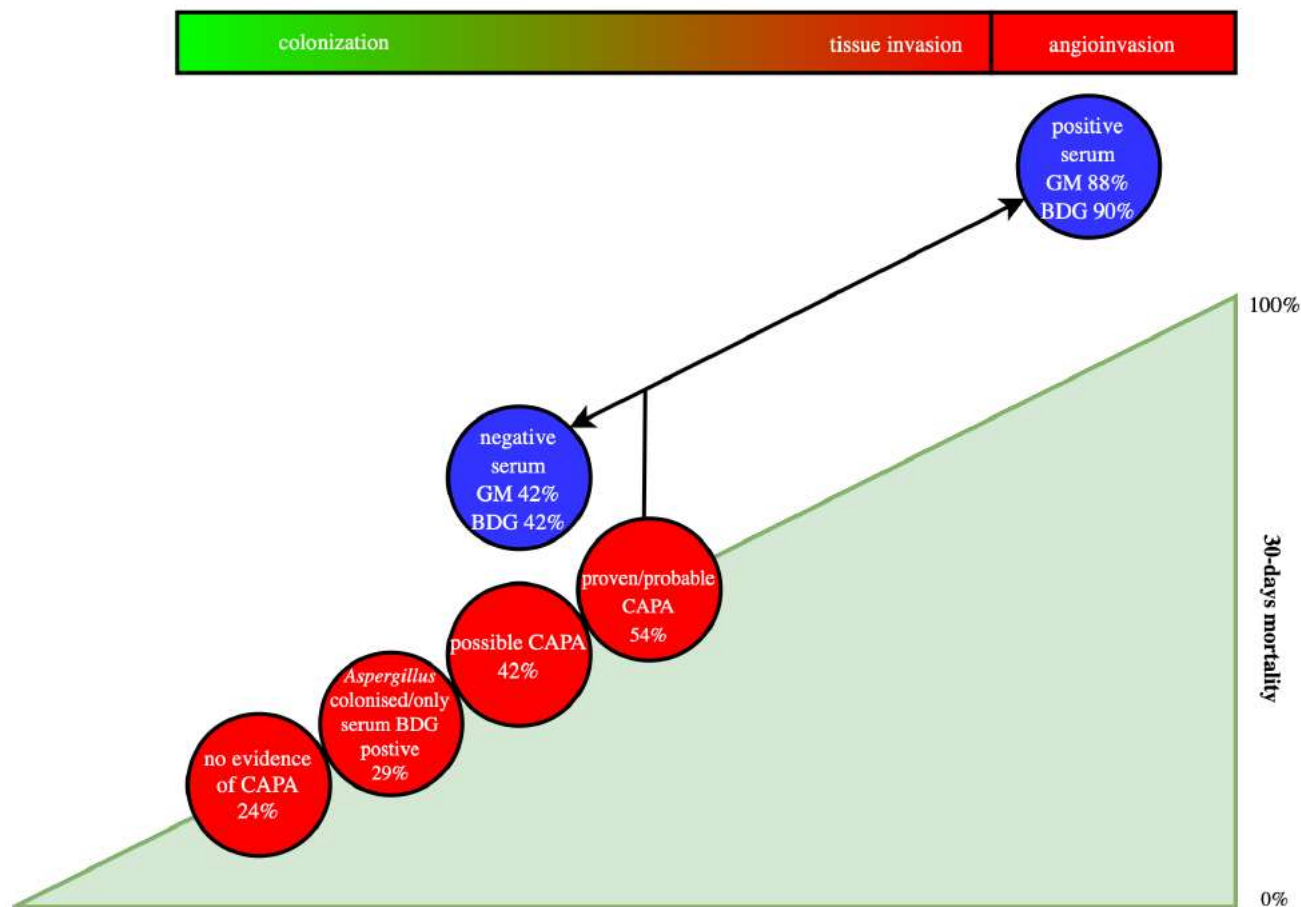 colonization
tissue invasion
angioinvasion
positive
serum
GM 88%
BDG 90%
100%
negative
serum
GM 42%
BDG 42%
proven/probable
CAPA
54%
possible CAPA
42%
Aspergillus
colonised/only
serum BDG
postive
29%
no evidence
of CAPA
24%
30-days mortality
0%